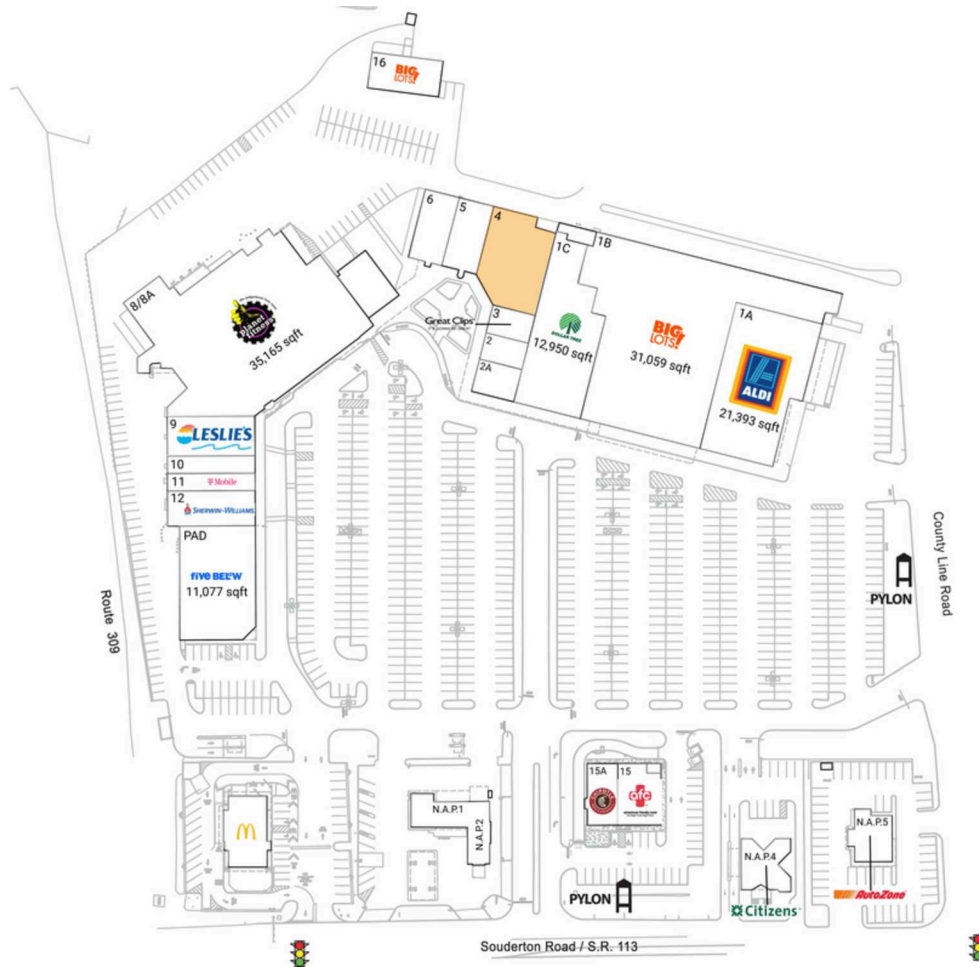 16
BIG
LOTS!
6
5
4
1C
1B
8/8A
planet
fitness
35,165 sqft
Great Clips
3
2
2A
DOLLAR TREE
12,950 sqft
BIG
LOTS!
31,059 sqft
1A
ALDI
21,393 sqft
9
LESLIE'S
10
11
T Mobile
12
SHERWIN-WILLIAMS
PAD
five BEL°W
11,077 sqft
Route 309
County Line Road
PYLON
15A
CHIPOTLE
15
afc
N.A.P.1
N.A.P.2
N.A.P.4
N.A.P.5
PYLON
Citizens
AutoZone
Souderton Road / S.R. 113